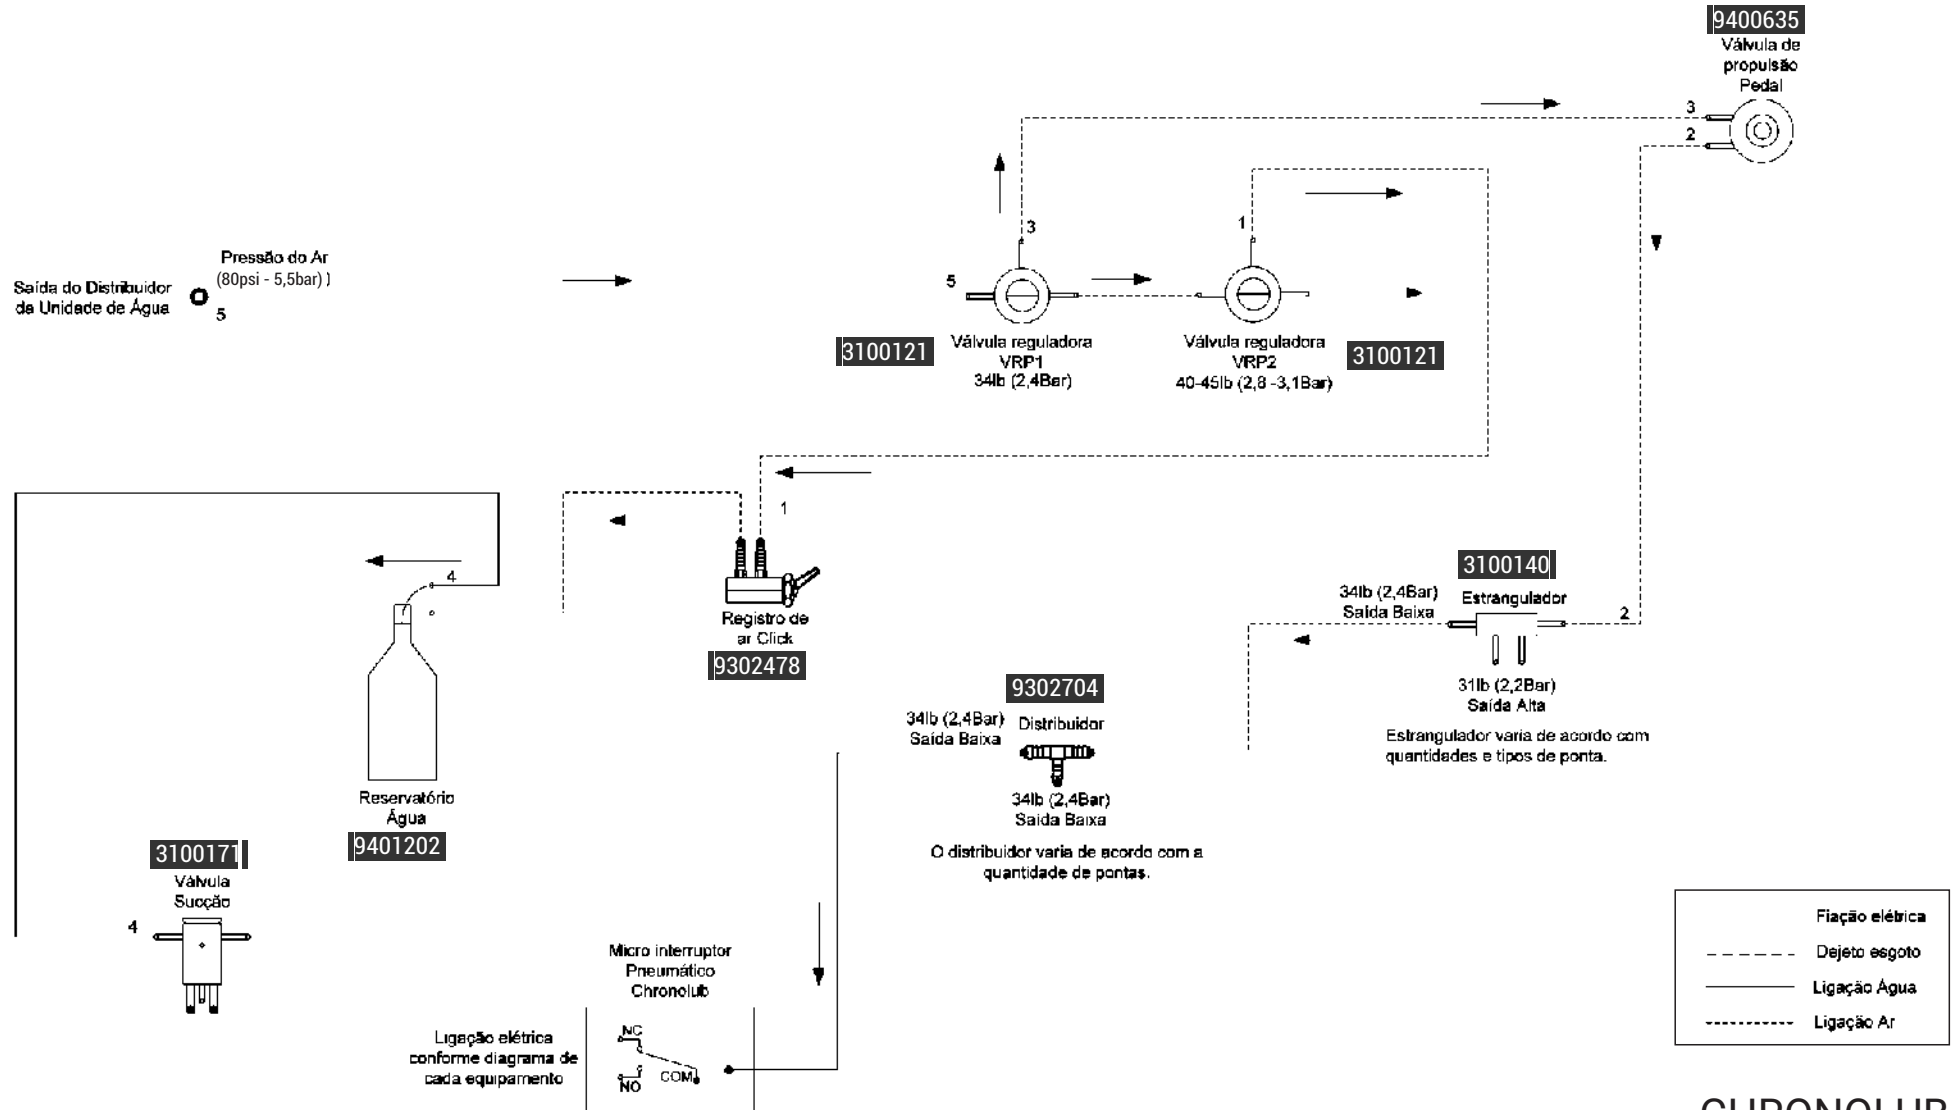 9400635
Válvula de
propulsão
Pedal
3
2
3
1
5
Pressão do Ar
(80psi - 5,5bar)
Saída do Distribuidor
da Unidade de Água
5
3100121
Válvula reguladora
VRP1
34lb (2,4Bar)
Válvula reguladora
VRP2
40-45lb (2,8 -3,1Bar)
3100121
1
4
Registro de
ar Click
9302478
3100140
34lb (2,4Bar)
Saída Baixa
Estrangulador
2
31lb (2,2Bar)
Saída Alta
Estrangulador varia de acordo com
quantidades e tipos de ponta.
9302704
34lb (2,4Bar)
Saída Baixa
Distribuidor
34lb (2,4Bar)
Saída Baixa
O distribuidor varia de acordo com a
quantidade de pontas.
Reservatório
Água
9401202
3100171
Válvula
Sucção
4
Micro interruptor
Pneumático
Chronolub
Ligação elétrica
conforme diagrama de
cada equipamento
NC
COM
NO
Fiação elétrica
Dejeto esgoto
Ligação Água
Ligação Ar